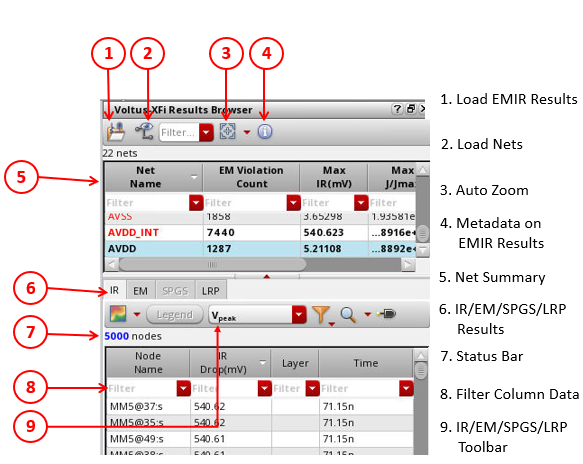 1
2
3
4
1. Load EMIR Results
Voltus-XFi Results Browser
Filter...
2. Load Nets
22 nets
5
Net Name
EM Violation Count
Max IR(mV)
Max
3. Auto Zoom
Filter
Filter
Filter
Filter
AVSS 1858 3.65298 1.93581e
4. Metadata on
EMIR Results
AVDD_INT 7440 540.623 ...8916e+
AVDD 1287 5.21108 ...8892e+
5. Net Summary
6
IR EM SPGS LRP
6. IR/EM/SPGS/LRP
Results
Legend
Vpeak
7
5000 nodes
7. Status Bar
Node Name
IR Drop(mV)
Layer
Time
8
Filter
Filter
Filter
Filter
8. Filter Column Data
MM5@37:s 540.62 71.15n
9
MM5@35:s 540.62 71.15n
9. IR/EM/SPGS/LRP
Toolbar
MM5@49:s 540.61 71.15n
MM5@38:s 540.61 71.15n